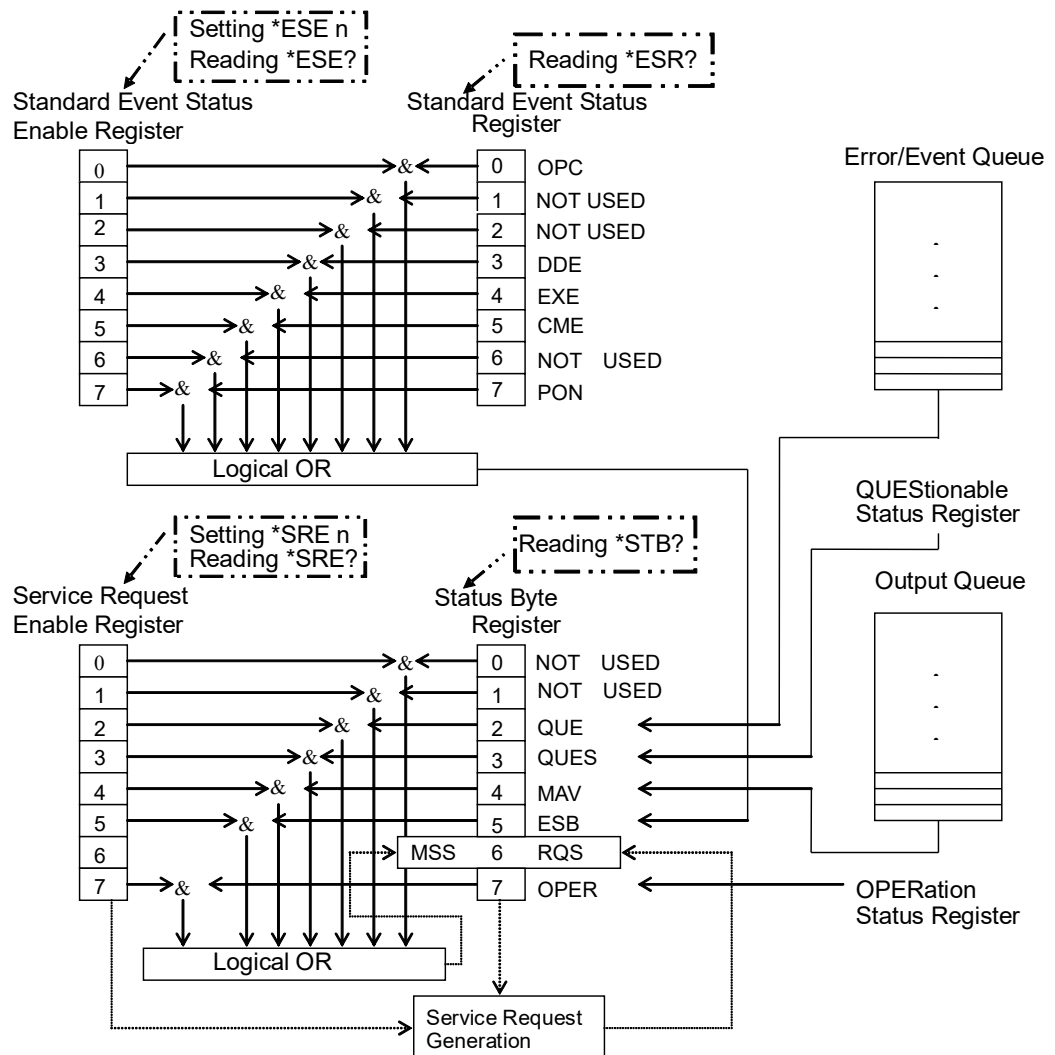 Setting *ESE n
Reading *ESE?
Reading *ESR?
Standard Event Status
Enable Register
Standard Event Status
Register
Error/Event Queue
0 & 0 OPC
1 & 1 NOT USED
2 & 2 NOT USED
3 & 3 DDE
4 & 4 EXE
5 & 5 CME
6 & 6 NOT USED
7 & 7 PON
Logical OR
QUEStionable
Status Register
Setting *SRE n
Reading *SRE?
Reading *STB?
Output Queue
Service Request
Enable Register
Status Byte
Register
0 & 0 NOT USED
1 & 1 NOT USED
2 & 2 QUE
3 & 3 QUES
4 & 4 MAV
5 & 5 ESB
6 MSS 6 RQS
7 & 7 OPER
OPERation
Status Register
Logical OR
Service Request
Generation